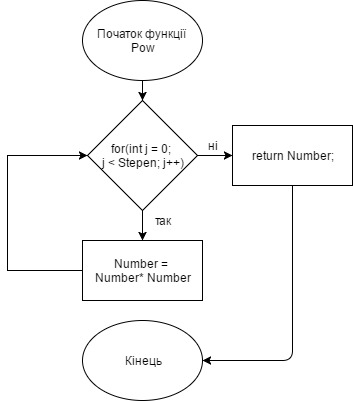 Початок функції
Pow
for(int j = 0;
j < Stepen; j++)
ні
return Number;
так
Number =
Number* Number
Кінець